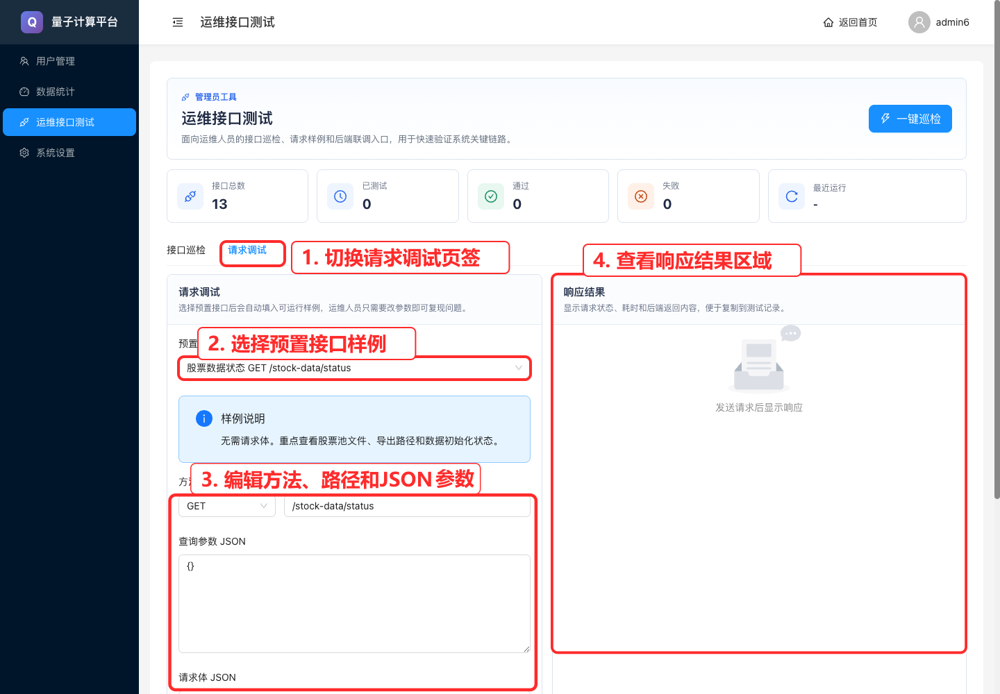 Q 量子计算平台
用户管理
数据统计
运维接口测试
系统设置
运维接口测试
返回首页
admin6
管理员工具
运维接口测试
面向运维人员的接口巡检、请求样例和后端联调入口，用于快速验证系统关键链路。
一键巡检
接口总数
13
已测试
0
通过
0
失败
0
最近运行
-
接口巡检
请求调试
1. 切换请求调试页签
4. 查看响应结果区域
请求调试
选择预置接口后会自动填入可运行样例，运维人员只需要改参数即可复现问题。
预置
2. 选择预置接口样例
股票数据状态 GET /stock-data/status
样例说明
无需请求体。重点查看股票池文件、导出路径和数据初始化状态。
3. 编辑方法、路径和JSON 参数
GET
/stock-data/status
查询参数 JSON
{}
请求体 JSON
响应结果
显示请求状态、耗时和后端返回内容，便于复制到测试记录。
发送请求后显示响应